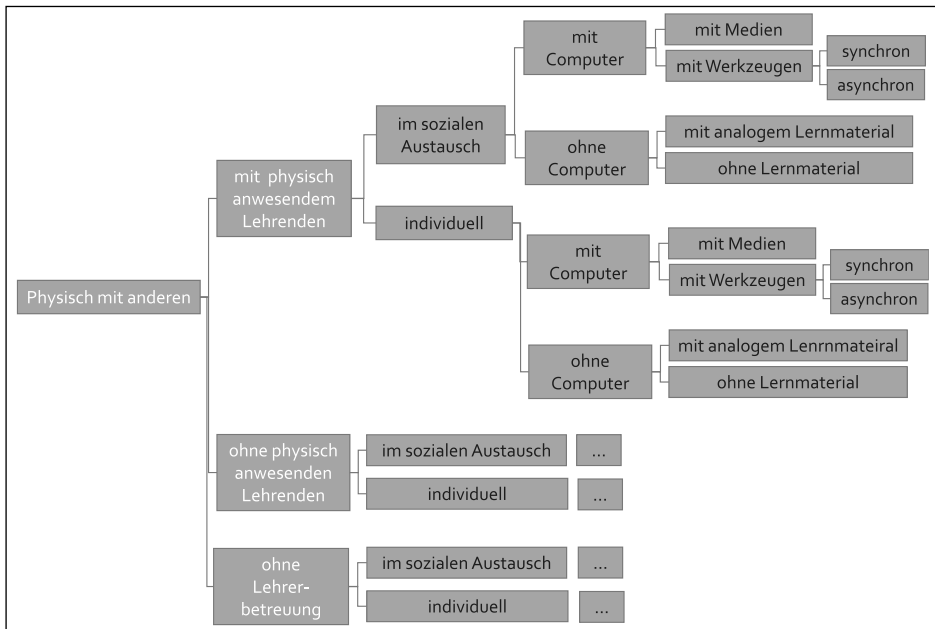 mit
Computer
mit Medien
mit Werkzeugen
synchron
asynchron
im sozialen
Austausch
ohne
Computer
mit analogem Lernmaterial
ohne Lernmaterial
mit physisch
anwesendem
Lehrenden
individuell
mit
Computer
mit Medien
mit Werkzeugen
synchron
asynchron
Physisch mit anderen
ohne
Computer
mit analogem Lenrnmateiral
ohne Lernmaterial
ohne physisch
anwesenden
Lehrenden
im sozialen Austausch
...
individuell
...
ohne
Lehrer-
betreuung
im sozialen Austausch
...
individuell
...